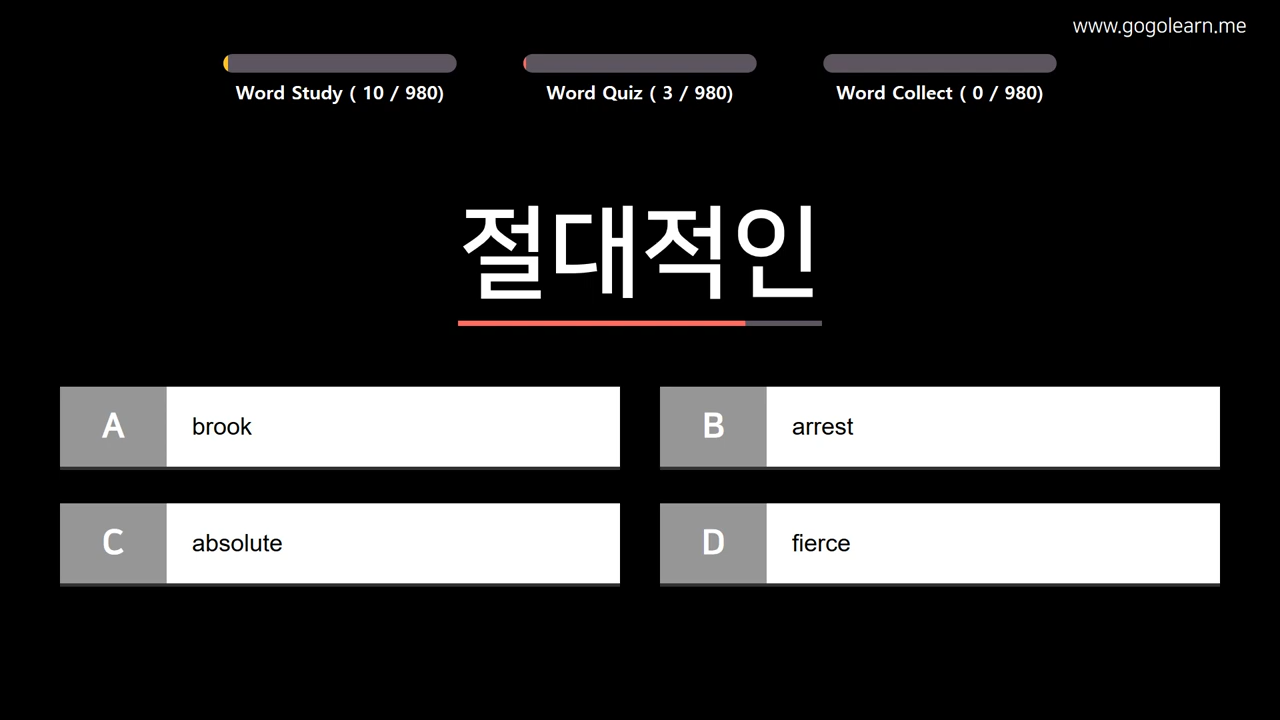 www.gogolearn.me
Word Study ( 10 / 980)
Word Quiz ( 3 / 980)
Word Collect ( 0 / 980)
절대적인
A brook
B arrest
C absolute
D fierce